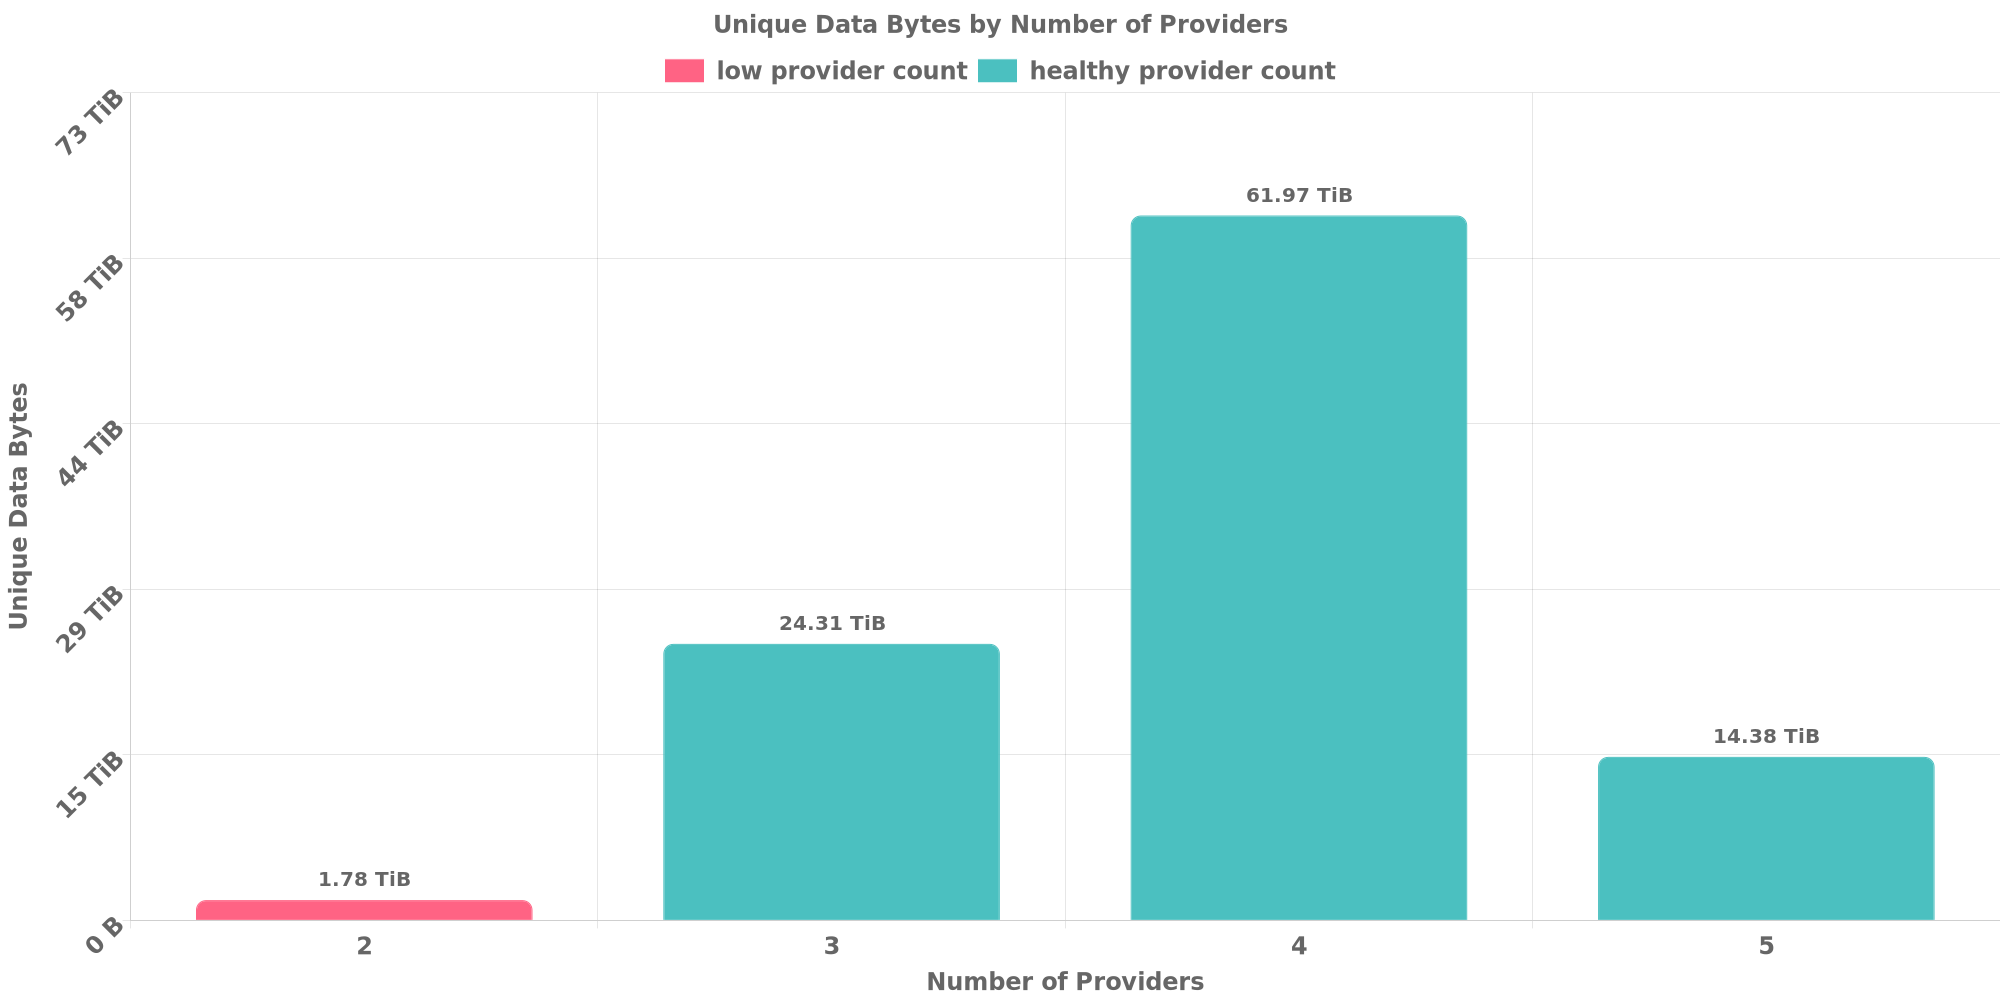 Unique Data Bytes by Number of Providers
low provider count healthy provider count
73 TiB
58 TiB
44 TiB
29 TiB
15 TiB
0 B
Unique Data Bytes
1.78 TiB
24.31 TiB
61.97 TiB
14.38 TiB
2 3 4 5
Number of Providers